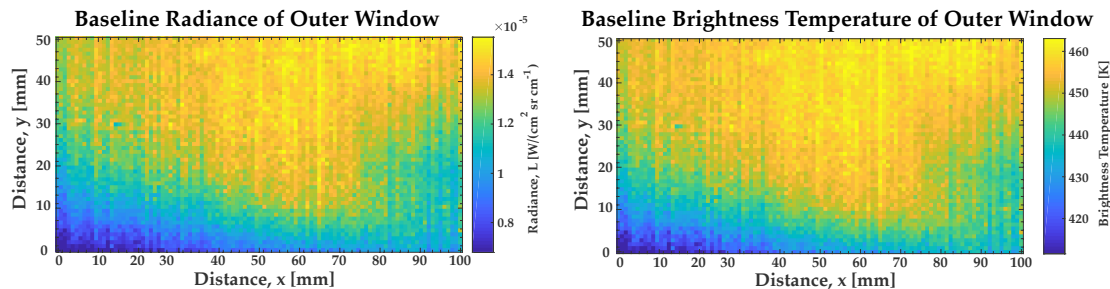 Baseline Radiance of Outer Window
×10⁻⁵
50
40
30
20
10
0
Distance, y [mm]
0 10 20 30 40 50 60 70 80 90 100
Distance, x [mm]
1.4
1.2
1
0.8
Radiance, L [W/(cm² sr cm⁻¹)]
Baseline Brightness Temperature of Outer Window
50
40
30
20
10
0
Distance, y [mm]
0 10 20 30 40 50 60 70 80 90 100
Distance, x [mm]
460
450
440
430
420
Brightness Temperature [K]